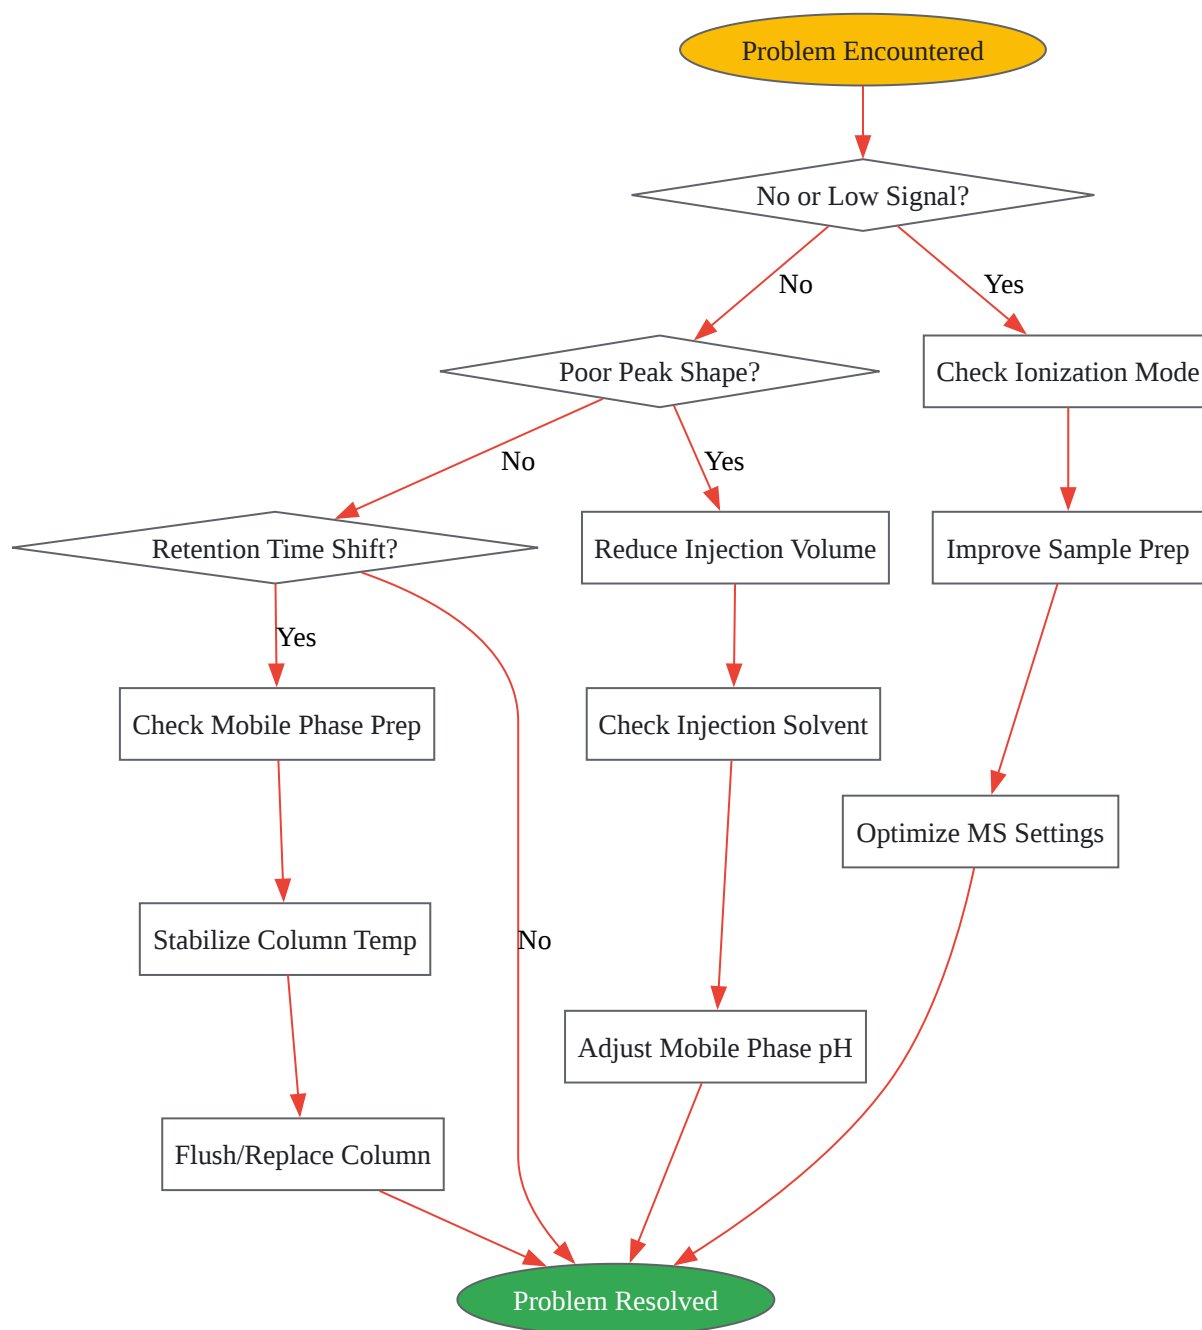 Problem Encountered
No or Low Signal?
No
Yes
Poor Peak Shape?
Check Ionization Mode
No
Yes
Retention Time Shift?
Reduce Injection Volume
Improve Sample Prep
Yes
Check Mobile Phase Prep
Check Injection Solvent
Optimize MS Settings
Stabilize Column Temp
No
Adjust Mobile Phase pH
Flush/Replace Column
Problem Resolved